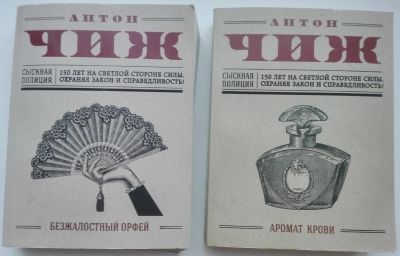 АНТОН
ЧИЖ
СЫСКНАЯ
ПОЛИЦИЯ
150 ЛЕТ НА СВЕТЛОЙ СТОРОНЕ СИЛЫ,
ОХРАНЯЯ ЗАКОН И СПРАВЕДЛИВОСТЬ!
БЕЗЖАЛОСТНЫЙ ОРФЕЙ
АНТОН
ЧИЖ
СЫСКНАЯ
ПОЛИЦИЯ
150 ЛЕТ НА СВЕТЛОЙ СТОРОНЕ СИЛЫ,
ОХРАНЯЯ ЗАКОН И СПРАВЕДЛИВОСТЬ!
АРОМАТ КРОВИ